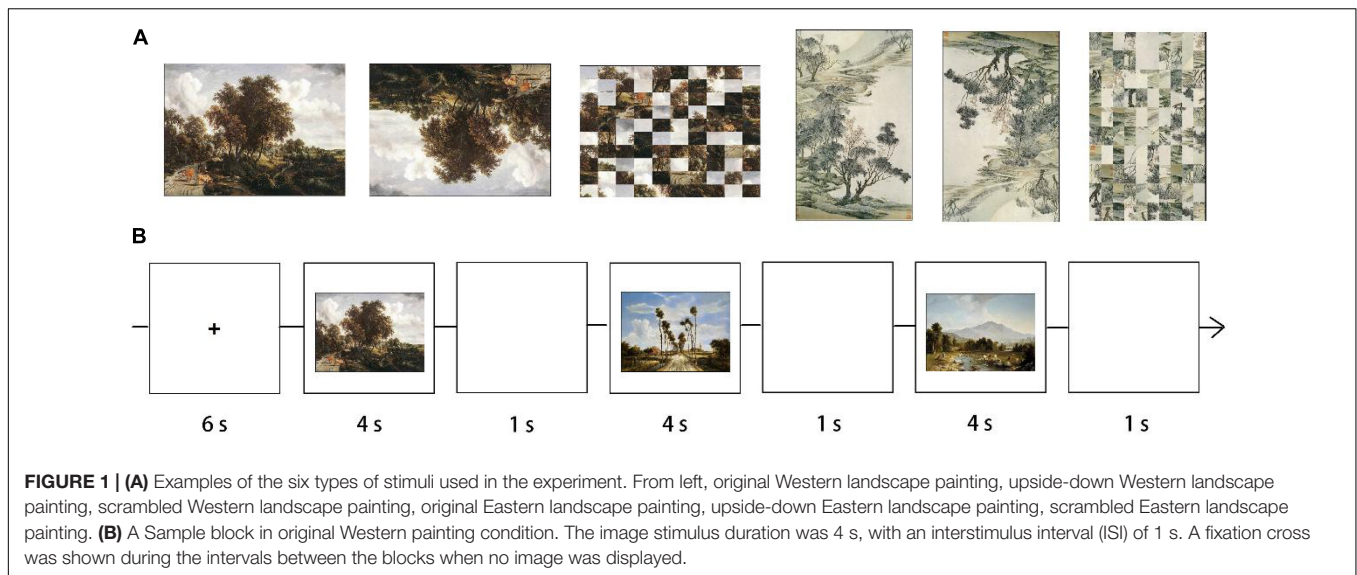 A
B
+
6 s
4 s
1 s
4 s
1 s
4 s
1 s
FIGURE 1 | (A) Examples of the six types of stimuli used in the experiment. From left, original Western landscape painting, upside-down Western landscape
painting, scrambled Western landscape painting, original Eastern landscape painting, upside-down Eastern landscape painting, scrambled Eastern landscape
painting. (B) A Sample block in original Western painting condition. The image stimulus duration was 4 s, with an interstimulus interval (ISI) of 1 s. A fixation cross
was shown during the intervals between the blocks when no image was displayed.